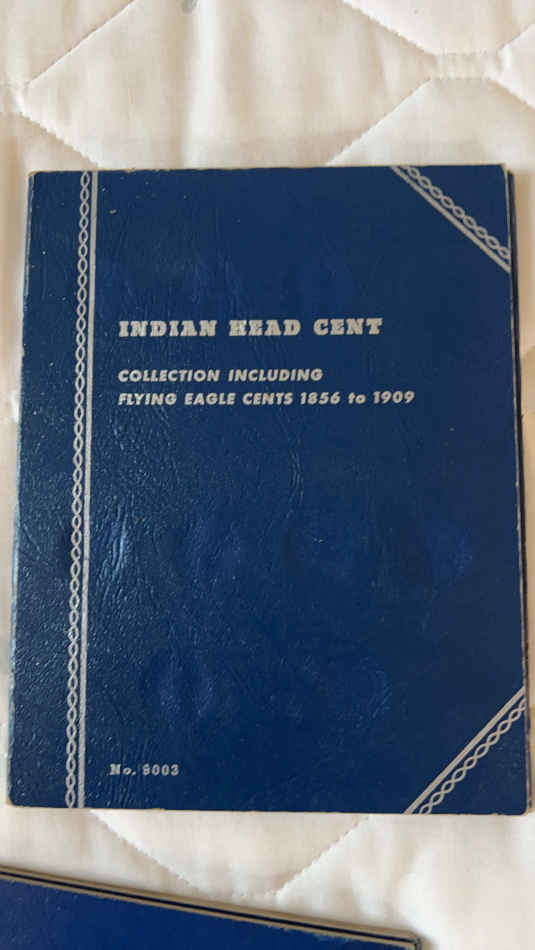 INDIAN HEAD CENT
COLLECTION INCLUDING
FLYING EAGLE CENTS 1856 to 1909
No. 9003